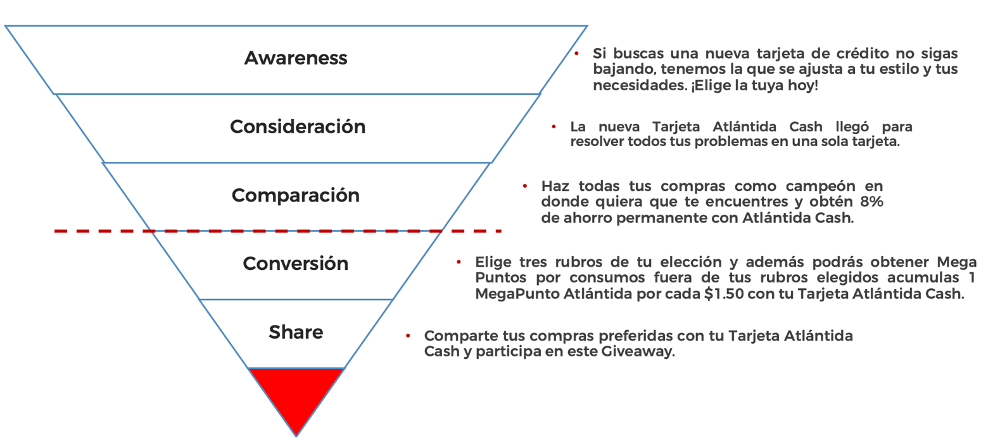 Awareness
• Si buscas una nueva tarjeta de crédito no sigas
bajando, tenemos la que se ajusta a tu estilo y tus
necesidades. ¡Elige la tuya hoy!
Consideración
• La nueva Tarjeta Atlántida Cash llegó para
resolver todos tus problemas en una sola tarjeta.
Comparación
• Haz todas tus compras como campeón en
donde quiera que te encuentres y obtén 8%
de ahorro permanente con Atlántida Cash.
Conversión
• Elige tres rubros de tu elección y además podrás obtener Mega
Puntos por consumos fuera de tus rubros elegidos acumulas 1
MegaPunto Atlántida por cada $1.50 con tu Tarjeta Atlántida Cash.
Share
• Comparte tus compras preferidas con tu Tarjeta Atlántida
Cash y participa en este Giveaway.